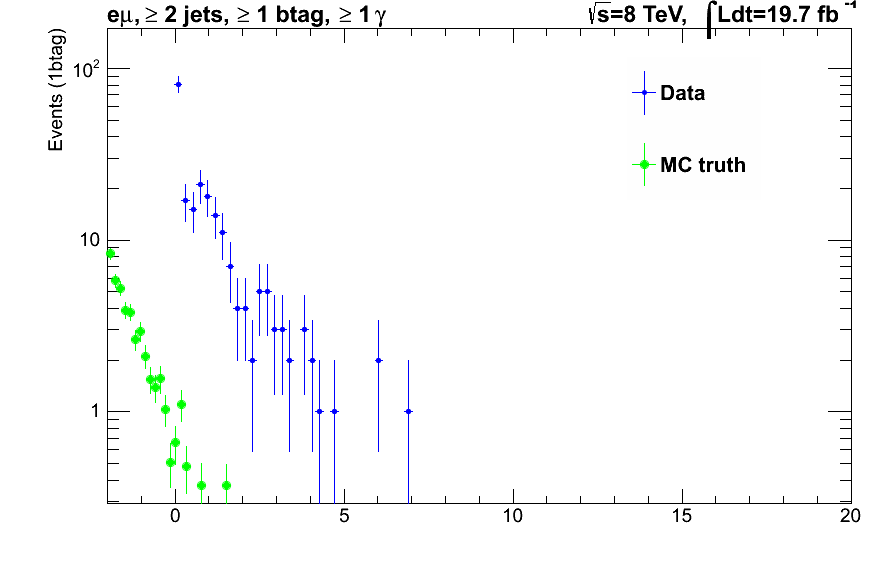 eμ, ≥ 2 jets, ≥ 1 btag, ≥ 1 γ
√s=8 TeV, ∫Ldt=19.7 fb⁻¹
Events (1btag)
10²
10
1
Data
MC truth
0 5 10 15 20